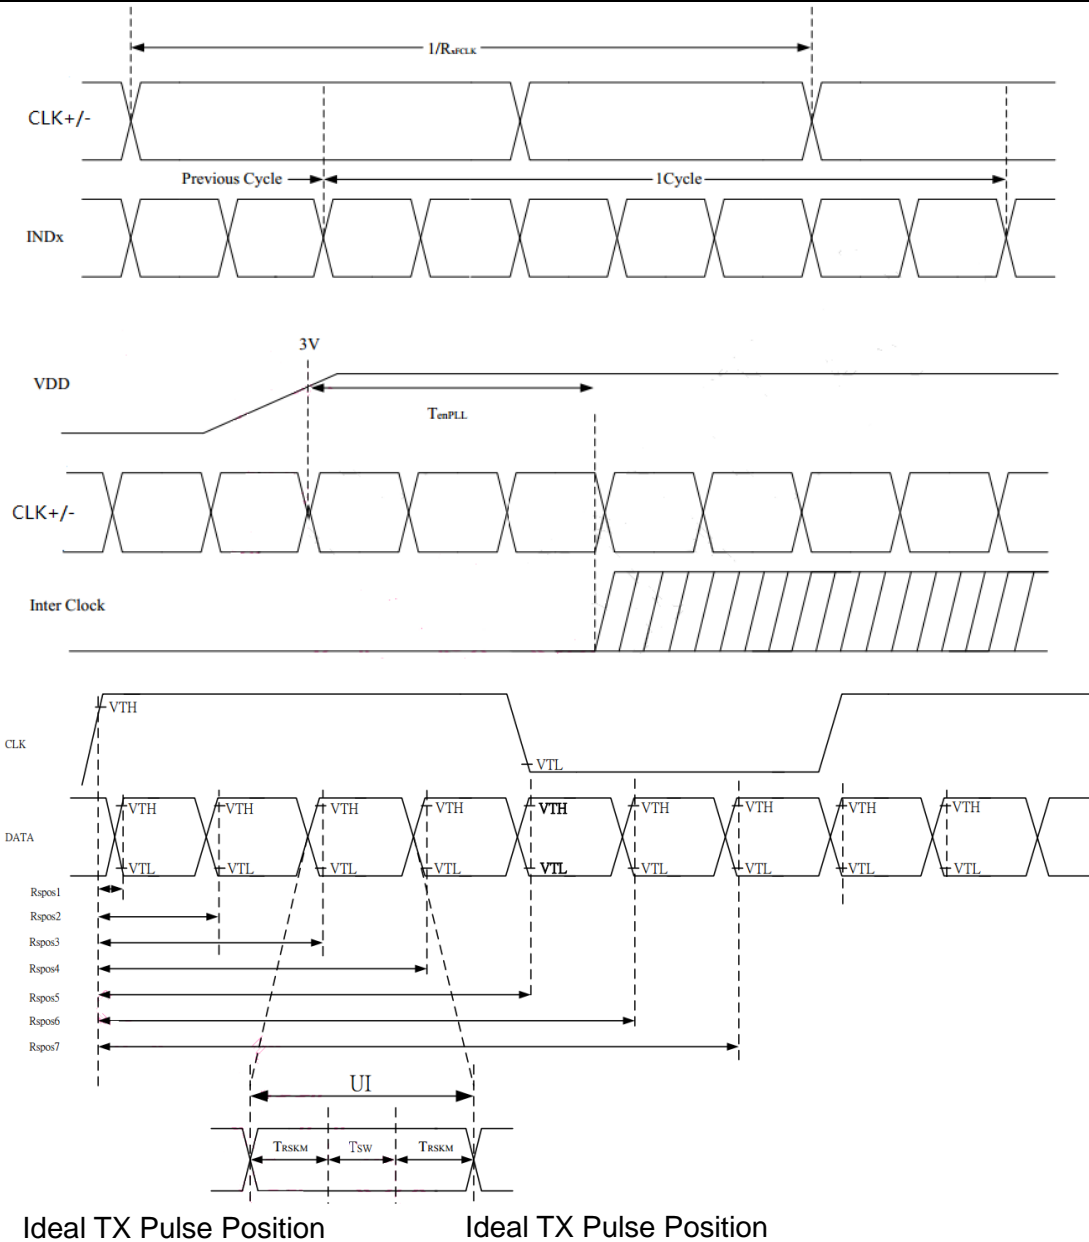 1/RxFCLK
CLK+/-
Previous Cycle
1Cycle
INDx
3V
VDD
TenPLL
CLK+/-
Inter Clock
VTH
CLK
VTL
VTH VTH VTH VTH VTH VTH VTH VTH VTH
DATA
VTL VTL VTL VTL VTL VTL VTL VTL VTL
Rspos1
Rspos2
Rspos3
Rspos4
Rspos5
Rspos6
Rspos7
UI
TRSKM TSW TRSKM
Ideal TX Pulse Position Ideal TX Pulse Position